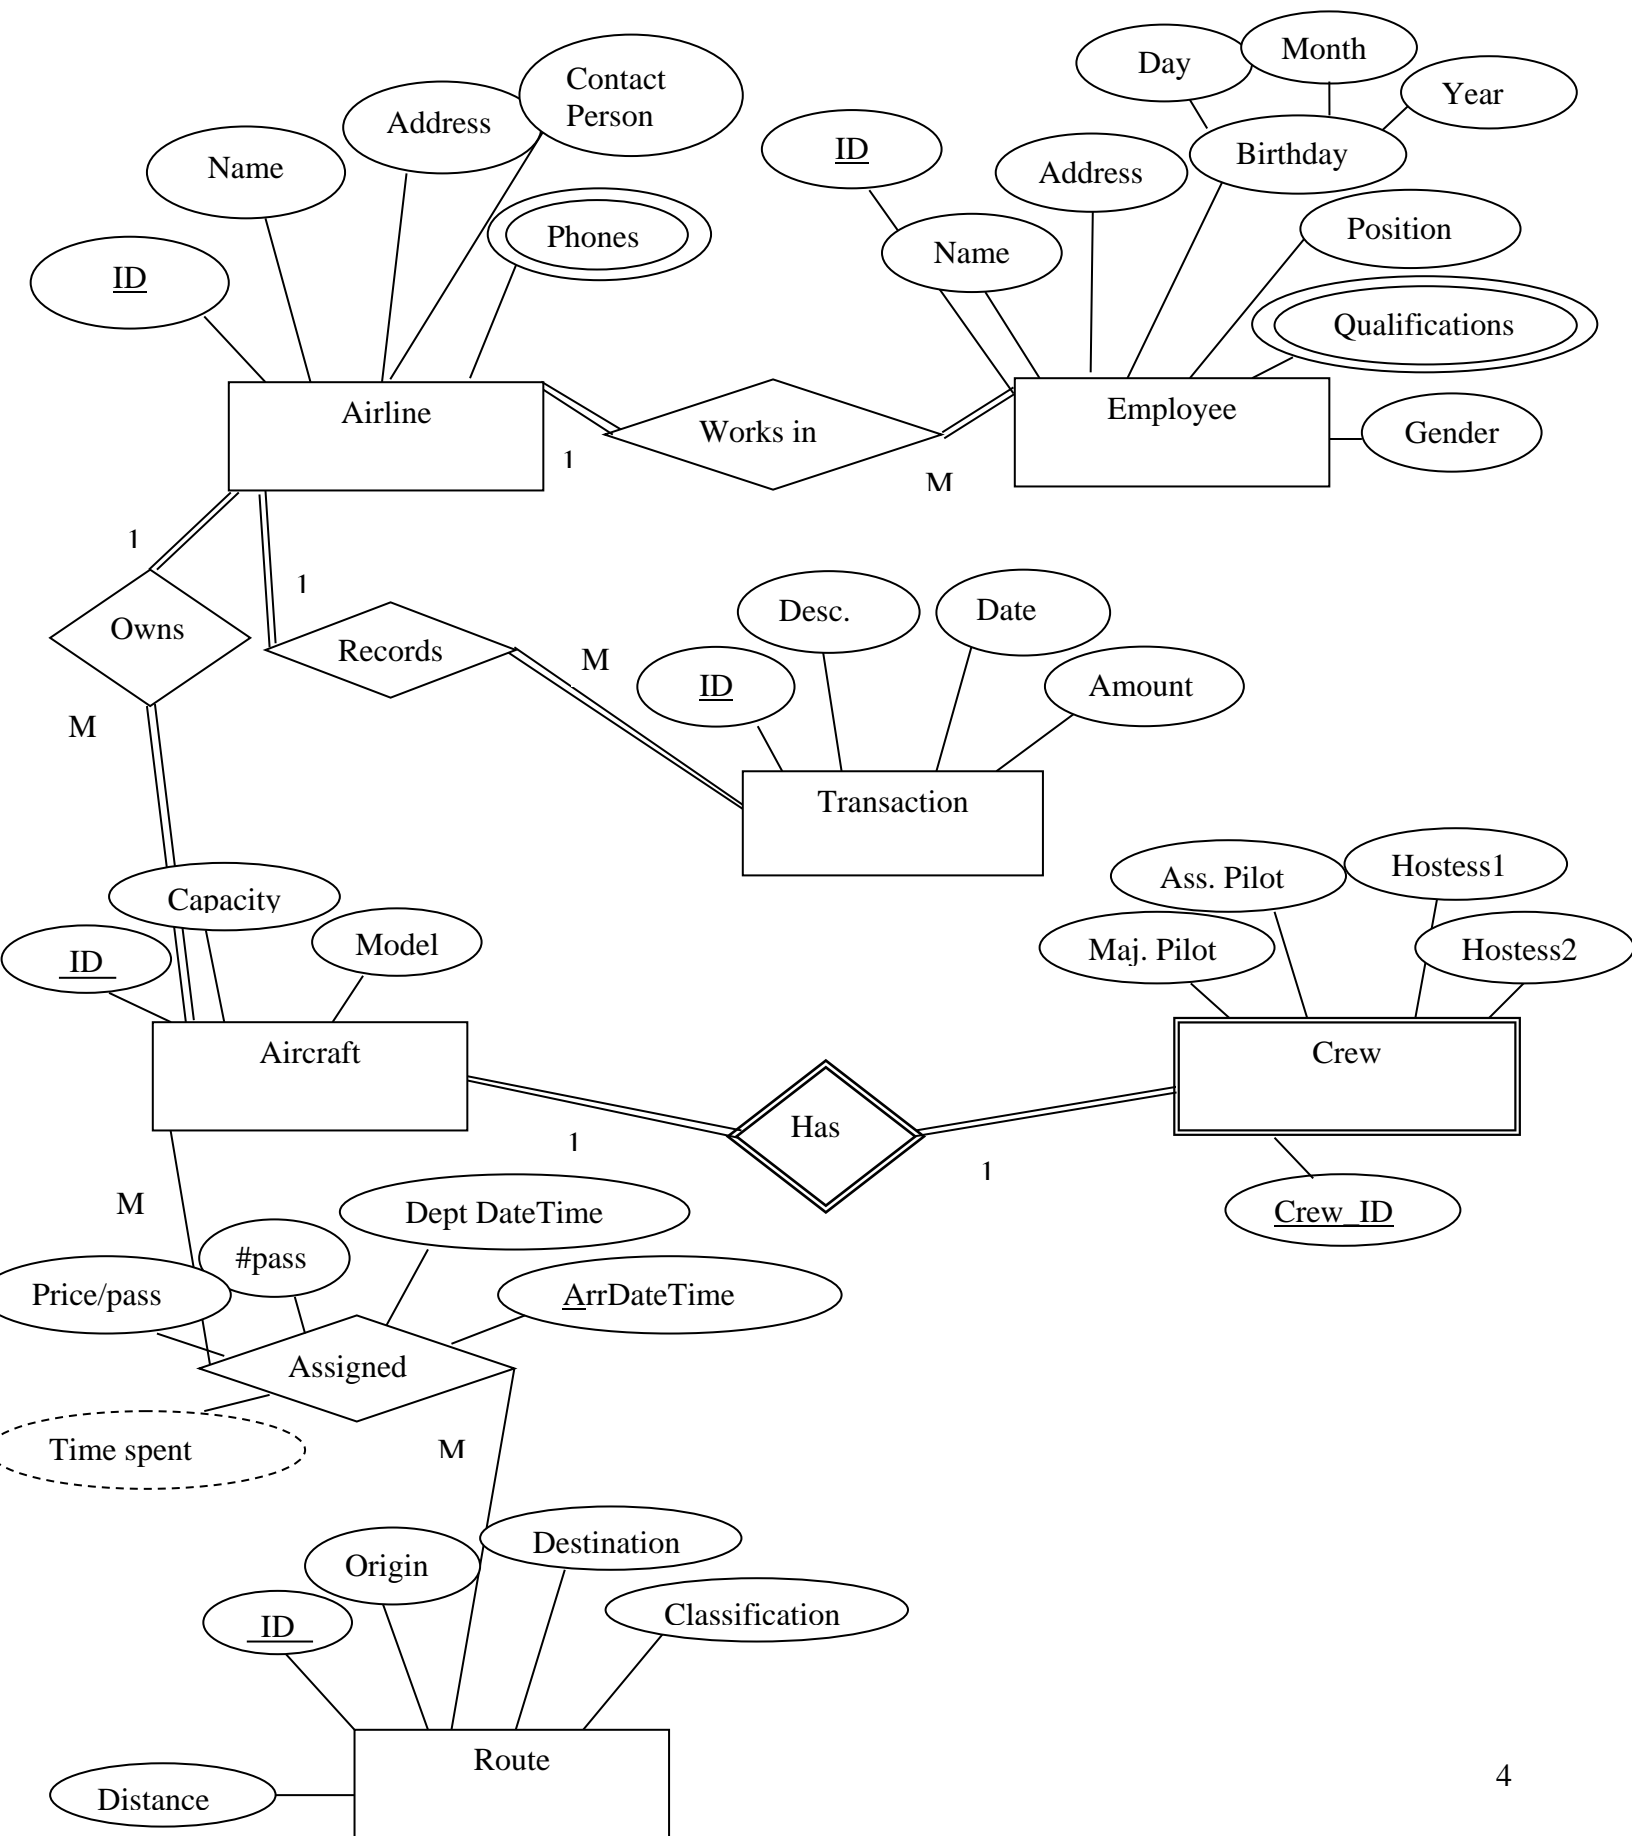 Contact
Person
Day
Month
Year
Address
Name
ID
Phones
ID
Address
Birthday
Name
Position
Qualifications
Gender
Airline
Works in
Employee
1
M
1
1
Owns
Records
M
M
Desc.
Date
ID
Amount
Transaction
Capacity
ID
Model
Ass. Pilot
Hostess1
Maj. Pilot
Hostess2
Aircraft
Has
Crew
1
1
Crew_ID
M
Dept DateTime
#pass
Price/pass
ArrDateTime
Assigned
Time spent
M
Origin
Destination
ID
Classification
Route
Distance
4